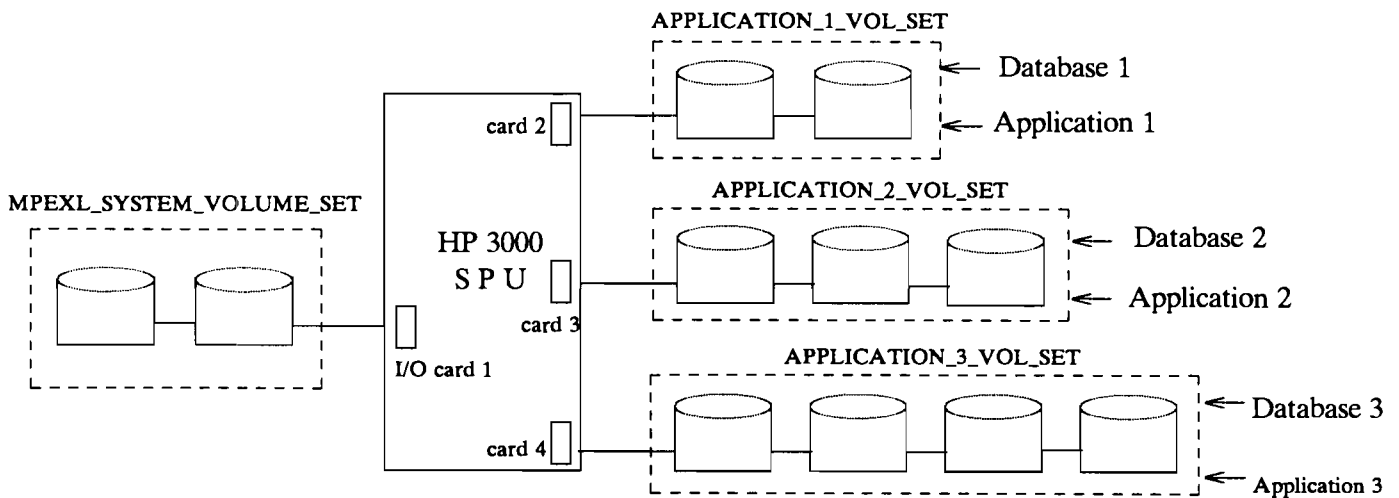 APPLICATION_1_VOL_SET
Database 1
card 2
Application 1
MPEXL_SYSTEM_VOLUME_SET
APPLICATION_2_VOL_SET
HP 3000
S P U
Database 2
card 3
Application 2
I/O card 1
APPLICATION_3_VOL_SET
Database 3
card 4
Application 3